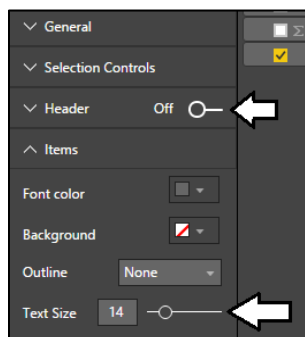 General
Selection Controls
Header Off
Items
Font color
Background
Outline None
Text Size 14